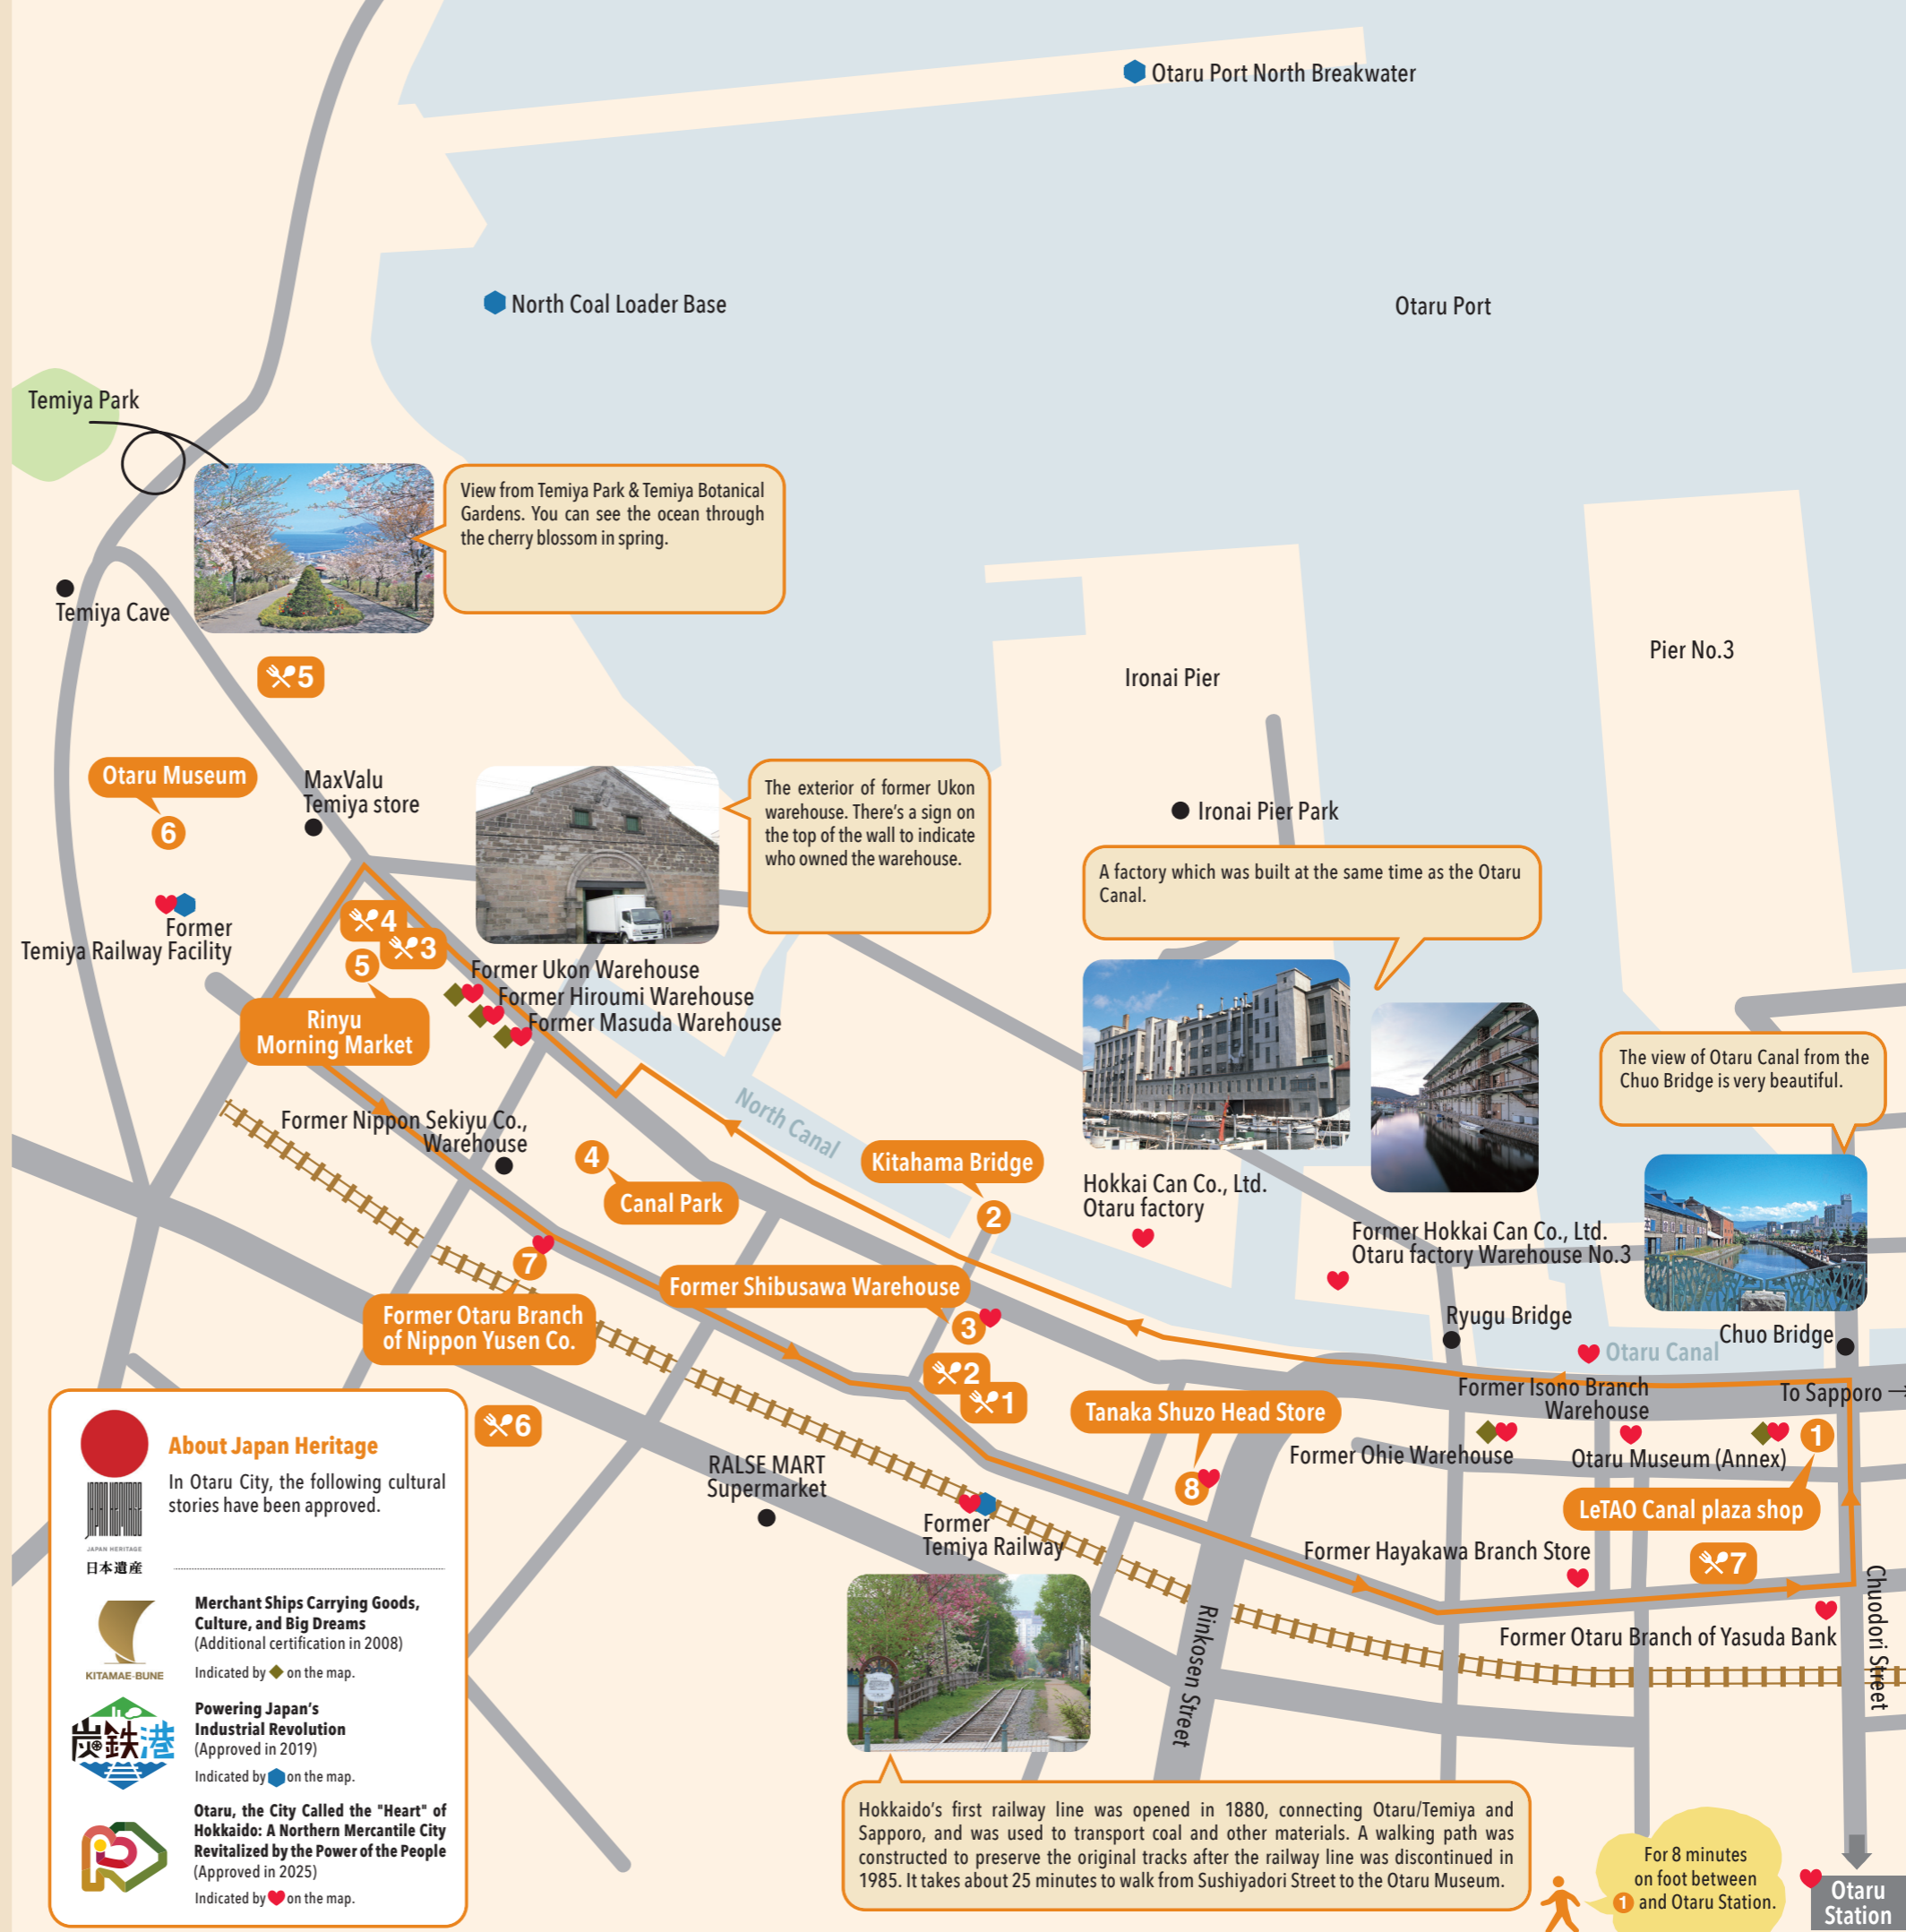 Otaru Port North Breakwater
North Coal Loader Base
Otaru Port
Temiya Park
View from Temiya Park & Temiya Botanical
Gardens. You can see the ocean through
the cherry blossom in spring.
Temiya Cave
5
Pier No.3
Ironai Pier
Otaru Museum
6
MaxValu
Temiya store
The exterior of former Ukon
warehouse. There's a sign on
the top of the wall to indicate
who owned the warehouse.
Ironai Pier Park
A factory which was built at the same time as the Otaru
Canal.
Former
Temiya Railway Facility
4
3
5
Rinyu
Morning Market
Former Ukon Warehouse
Former Hiroumi Warehouse
Former Masuda Warehouse
The view of Otaru Canal from the
Chuo Bridge is very beautiful.
North Canal
Former Nippon Sekiyu Co.,
Warehouse
4
Canal Park
Kitahama Bridge
2
Hokkai Can Co., Ltd.
Otaru factory
Former Hokkai Can Co., Ltd.
Otaru factory Warehouse No.3
7
Former Otaru Branch
of Nippon Yusen Co.
Former Shibusawa Warehouse
3
Ryugu Bridge
Otaru Canal
Chuo Bridge
2
1
Tanaka Shuzo Head Store
8
Former Isono Branch
Warehouse
To Sapporo →
Former Ohie Warehouse
Otaru Museum (Annex)
1
LeTAO Canal plaza shop
6
RALSE MART
Supermarket
Former
Temiya Railway
Former Hayakawa Branch Store
7
Former Otaru Branch of Yasuda Bank
Chuodori Street
Rinkosen Street
About Japan Heritage
In Otaru City, the following cultural
stories have been approved.
JAPAN HERITAGE
JAPAN HERITAGE
日本遺産
Merchant Ships Carrying Goods,
Culture, and Big Dreams
(Additional certification in 2008)
Indicated by ◆ on the map.
KITAMAE-BUNE
Powering Japan's
Industrial Revolution
(Approved in 2019)
Indicated by ⬢ on the map.
炭鉄港
Otaru, the City Called the "Heart" of
Hokkaido: A Northern Mercantile City
Revitalized by the Power of the People
(Approved in 2025)
Indicated by ♥ on the map.
Hokkaido's first railway line was opened in 1880, connecting Otaru/Temiya and
Sapporo, and was used to transport coal and other materials. A walking path was
constructed to preserve the original tracks after the railway line was discontinued in
1985. It takes about 25 minutes to walk from Sushiyadori Street to the Otaru Museum.
For 8 minutes
on foot between
1 and Otaru Station.
Otaru
Station